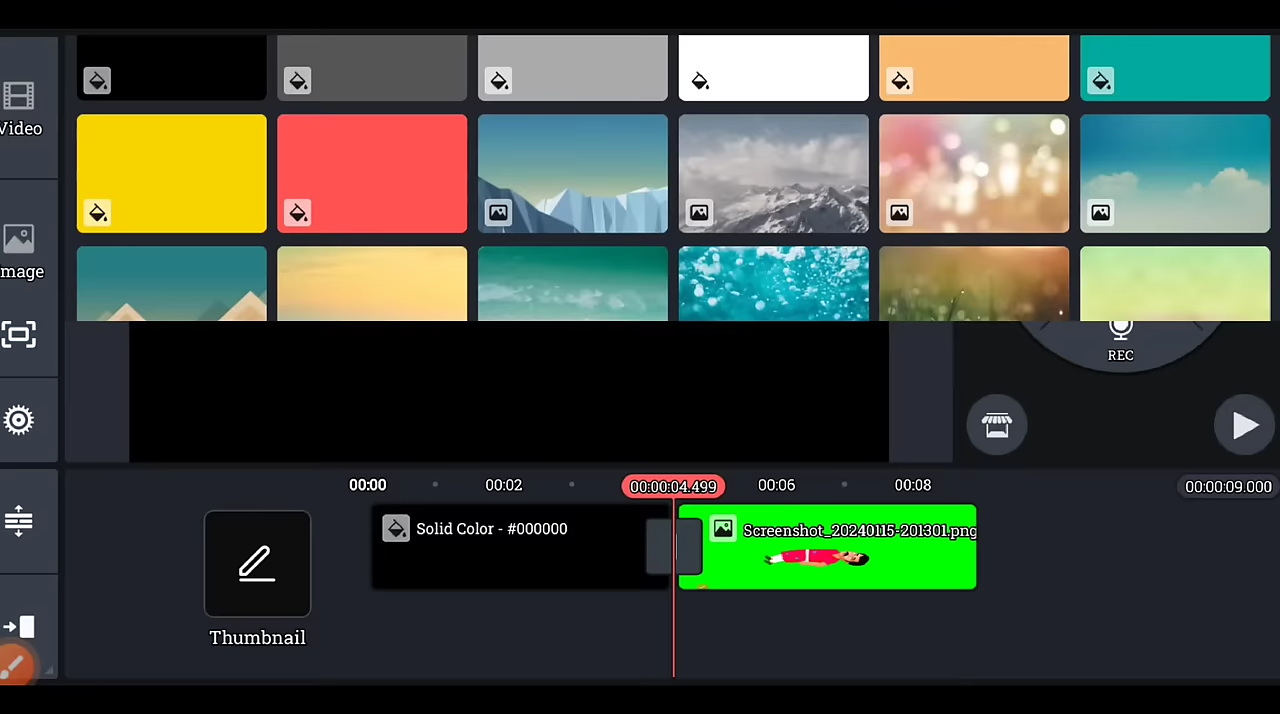 Video
mage
REC
00:00
00:02
00:00:04.499
00:06
00:08
00:00:09.000
Solid Color - #000000
Screenshot_20240115-201301.png
Thumbnail